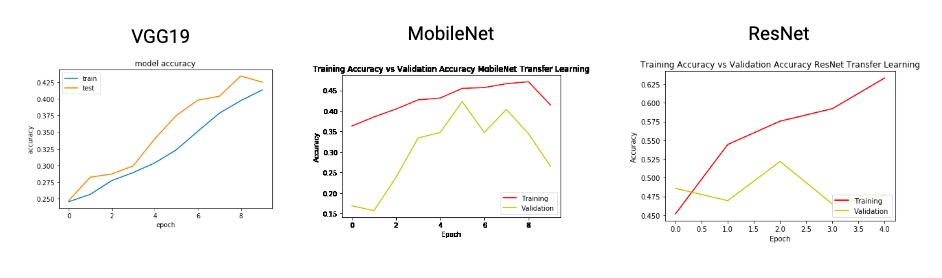 VGG19
model accuracy
accuracy
0.425
0.400
0.375
0.350
0.325
0.300
0.275
0.250
train
test
0 2 4 6 8
epoch
MobileNet
Training Accuracy vs Validation Accuracy MobileNet Transfer Learning
Accuracy
0.45
0.40
0.35
0.30
0.25
0.20
0.15
Training
Validation
0 2 4 6 8
Epoch
ResNet
Training Accuracy vs Validation Accuracy ResNet Transfer Learning
Accuracy
0.625
0.600
0.575
0.550
0.525
0.500
0.475
0.450
Training
Validation
0.0 0.5 1.0 1.5 2.0 2.5 3.0 3.5 4.0
Epoch